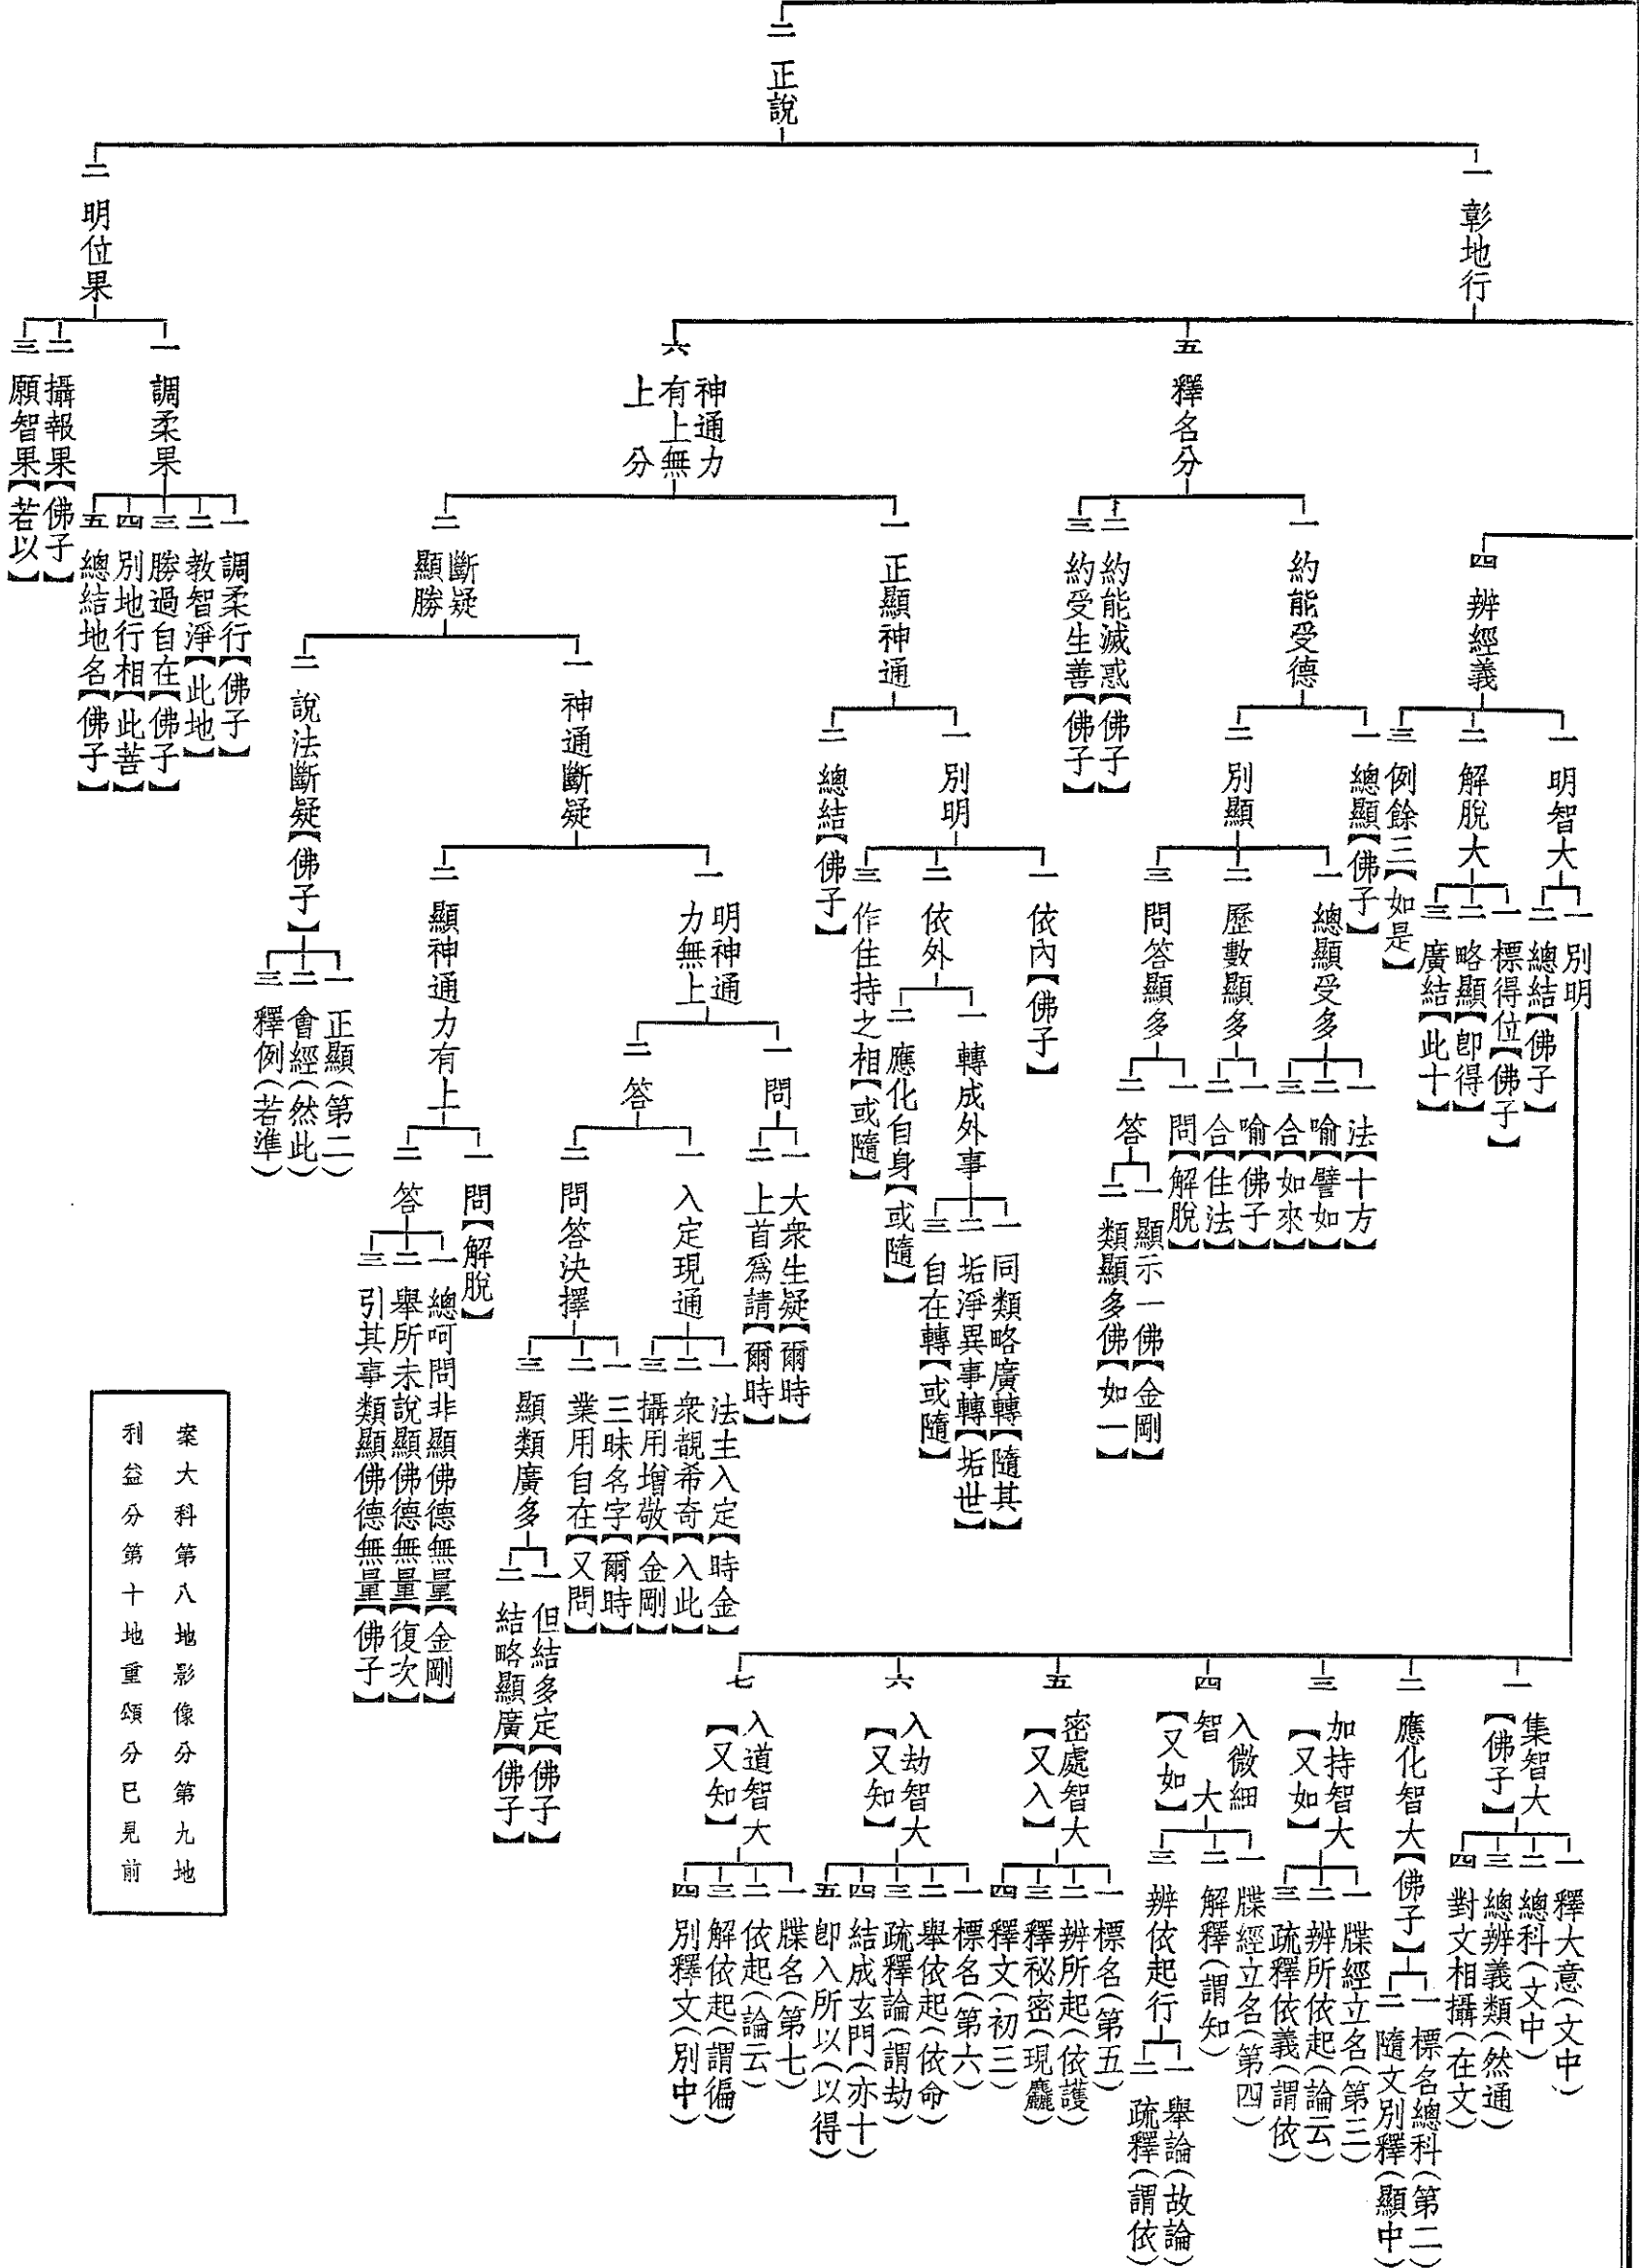 二 正說
一 彰地行
四 辨經義
一 明智大
一 別明
一 集智大【佛子】
一 釋大意(文中)
二 總科(文中)
三 總辨義類(然通)
四 對文相攝(在文)
二 應化智大【佛子】
一 標名總科(第二)
二 隨文別釋(顯中)
三 加持智大【又如】
一 牒經立名(第三)
二 辨所依起(論云)
三 疏釋依義(謂依)
四 入微細智大【又如】
一 牒經立名(第四)
二 解釋(謂知)
三 辨依起行
一 舉論(故論)
二 疏釋(謂依)
五 密處智大【又入】
一 標名(第五)
二 辨所起(依護)
三 釋秘密(現麤)
四 釋文(初三)
六 入劫智大【又知】
一 標名(第六)
二 舉依起(依命)
三 疏釋論(謂劫)
四 結成玄門(亦十)
五 即入所以(以得)
七 入道智大【又知】
一 牒名(第七)
二 依起(論云)
三 解依起(謂徧)
四 別釋文(別中)
二 總結【佛子】
二 解脫大
一 標得位【佛子】
二 略顯【卽得】
三 廣結【此十】
三 例餘三【如是】
五 釋名分
一 約能受德
一 總顯【佛子】
二 別顯
一 總顯受多
一 法【十方】
二 喻【譬如】
三 合【如來】
二 歷數顯多
一 喻【佛子】
二 合【住法】
三 問答顯多
一 問【解脫】
二 答
一 顯示一佛【金剛】
二 類顯多佛【如一】
二 約能滅惑【佛子】
三 約受生善【佛子】
六 神通力有上無上分
一 正顯神通
一 別明
一 依內【佛子】
二 依外
一 轉成外事
一 同類略廣轉【隨其】
二 垢淨異事轉【垢世】
三 自在轉【或隨】
二 應化自身【或隨】
三 作住持之相【或隨】
二 總結【佛子】
二 斷疑顯勝
一 神通斷疑
一 明神通力無上
一 問
一 大衆生疑【爾時】
二 上首爲請【爾時】
二 答
一 入定現通
一 法主入定【時金】
二 衆覩希奇【入此】
三 攝用增敬【金剛】
二 問答決擇
一 三昧名字【爾時】
二 業用自在【又問】
三 顯類廣多
一 但結多定【佛子】
二 結略顯廣【佛子】
二 顯神通力有上
一 問【解脫】
二 答
一 總呵問非顯佛德無量【金剛】
二 舉所未說顯佛德無量【復次】
三 引其事類顯佛德無量【佛子】
二 說法斷疑【佛子】
一 正顯(第二)
二 會經(然此)
三 釋例(若準)
二 明位果
一 調柔果
一 調柔行【佛子】
二 教智淨【此地】
三 勝過自在【佛子】
四 別地行相【此菩】
五 總結地名【佛子】
二 攝報果【佛子】
三 願智果【若以】
案大科第八地影像分第九地
利益分第十地重頌分已見前